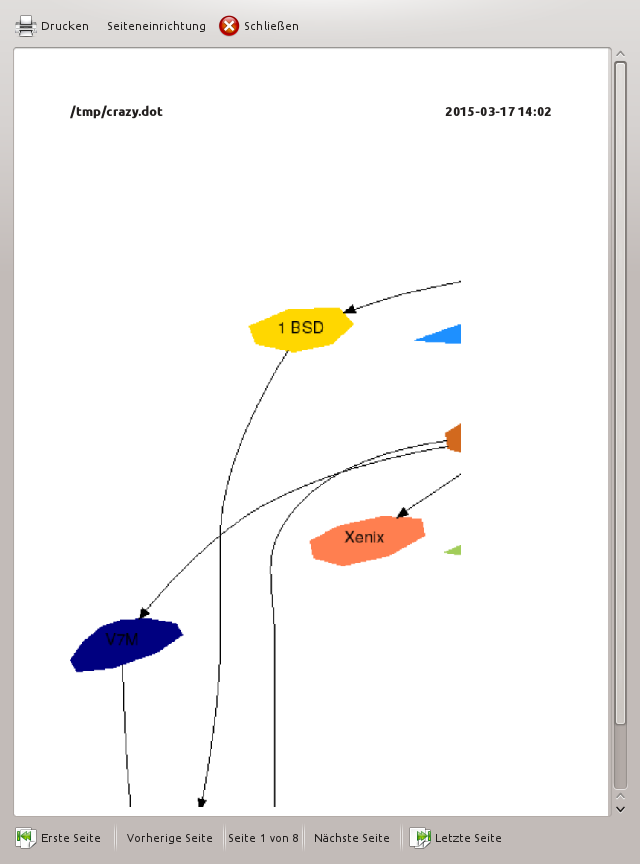 Drucken Seiteneinrichtung Schließen
/tmp/crazy.dot 2015-03-17 14:02
1 BSD
Xenix
V7M
Erste Seite Vorherige Seite Seite 1 von 8 Nächste Seite Letzte Seite